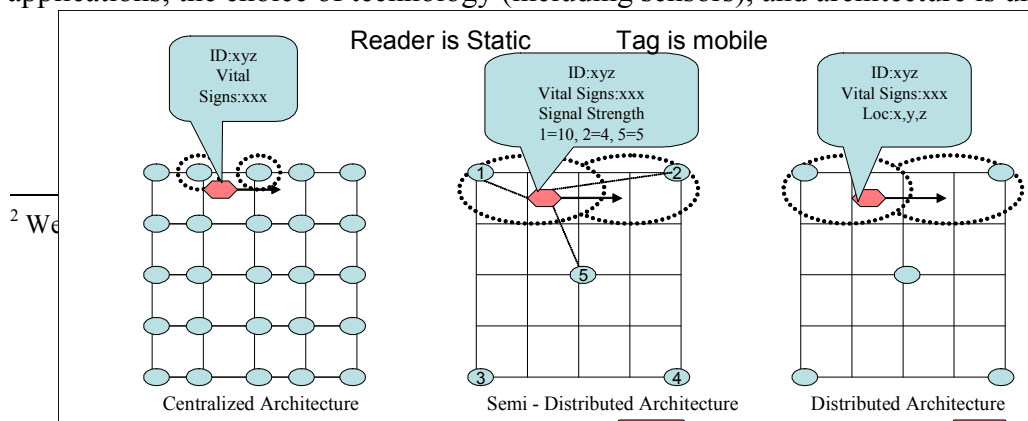 applications, the choice of technology (including sensors), and architecture is
Reader is Static Tag is mobile
ID:xyz
Vital
Signs:xxx
ID:xyz
Vital Signs:xxx
Signal Strength
1=10, 2=4, 5=5
ID:xyz
Vital Signs:xxx
Loc:x,y,z
1
2
5
3
4
2 We
Centralized Architecture
Semi - Distributed Architecture
Distributed Architecture